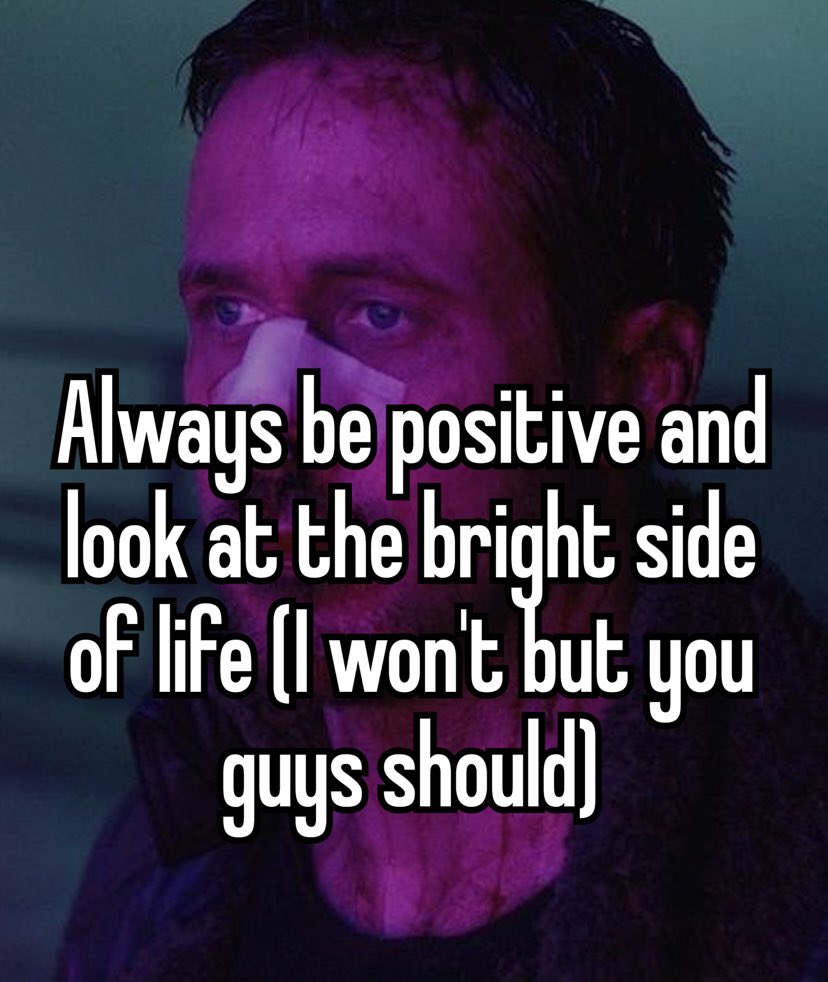 Always be positive and
look at the bright side
of life (I won't but you
guys should)